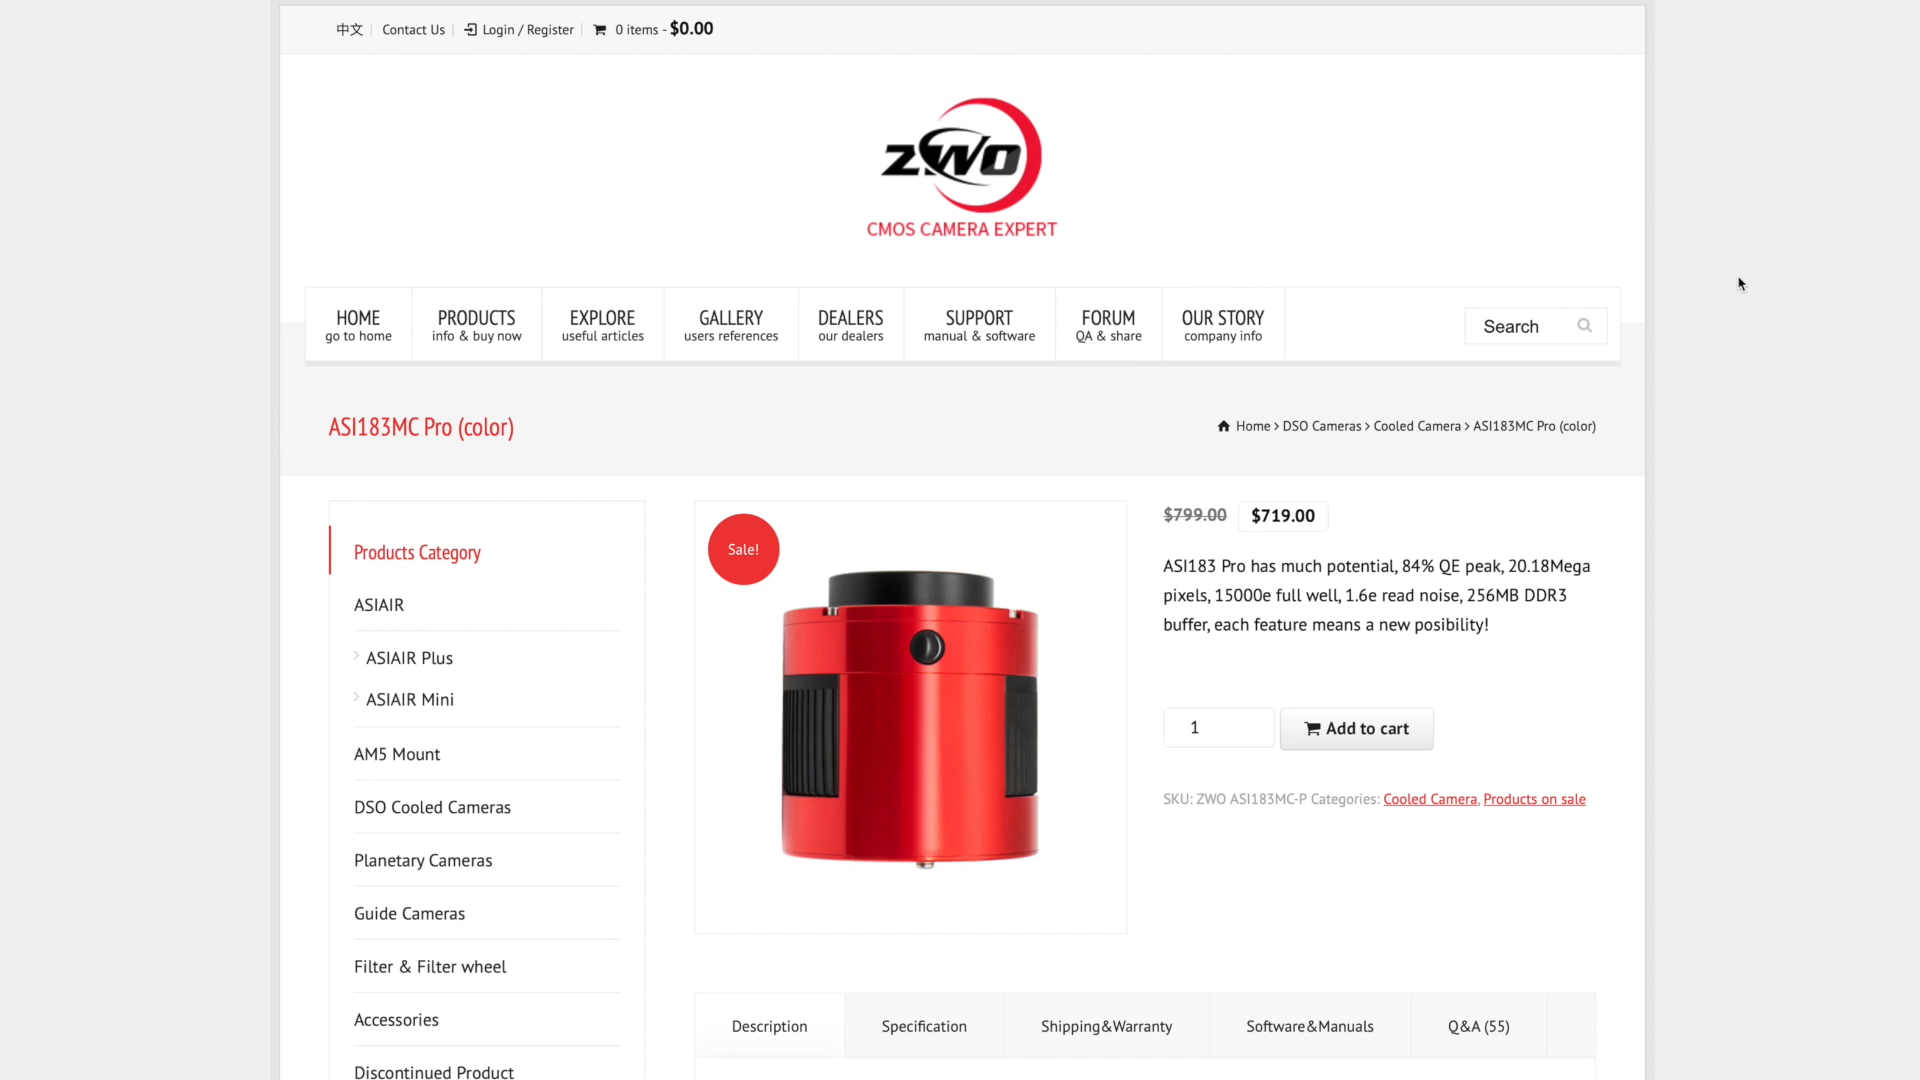 中文 Contact Us Login / Register 0 items - $0.00
ZWO
CMOS CAMERA EXPERT
HOME PRODUCTS EXPLORE GALLERY DEALERS SUPPORT FORUM OUR STORY
go to home info & buy now useful articles users references our dealers manual & software QA & share company info
Search
ASI183MC Pro (color)
Home > DSO Cameras > Cooled Camera > ASI183MC Pro (color)
Products Category
ASIAIR
ASIAIR Plus
ASIAIR Mini
AM5 Mount
DSO Cooled Cameras
Planetary Cameras
Guide Cameras
Filter & Filter wheel
Accessories
Discontinued Product
Sale!
$799.00 $719.00
ASI183 Pro has much potential, 84% QE peak, 20.18Mega
pixels, 15000e full well, 1.6e read noise, 256MB DDR3
buffer, each feature means a new posibility!
1 Add to cart
SKU: ZWO ASI183MC-P Categories: Cooled Camera, Products on sale
Description Specification Shipping&Warranty Software&Manuals Q&A (55)